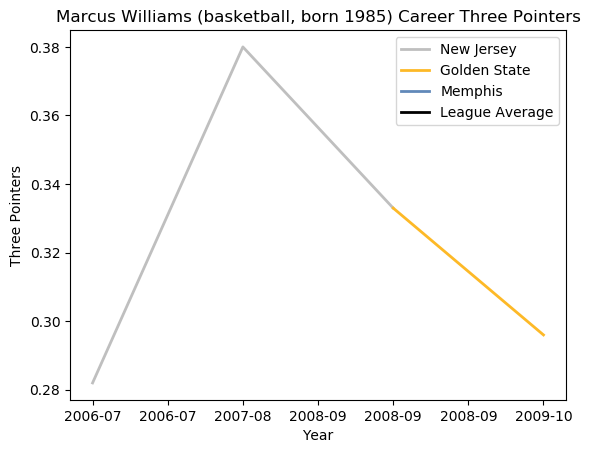 Marcus Williams (basketball, born 1985) Career Three Pointers
New Jersey
Golden State
Memphis
League Average
Three Pointers
0.38
0.36
0.34
0.32
0.30
0.28
2006-07 2006-07 2007-08 2008-09 2008-09 2008-09 2009-10
Year